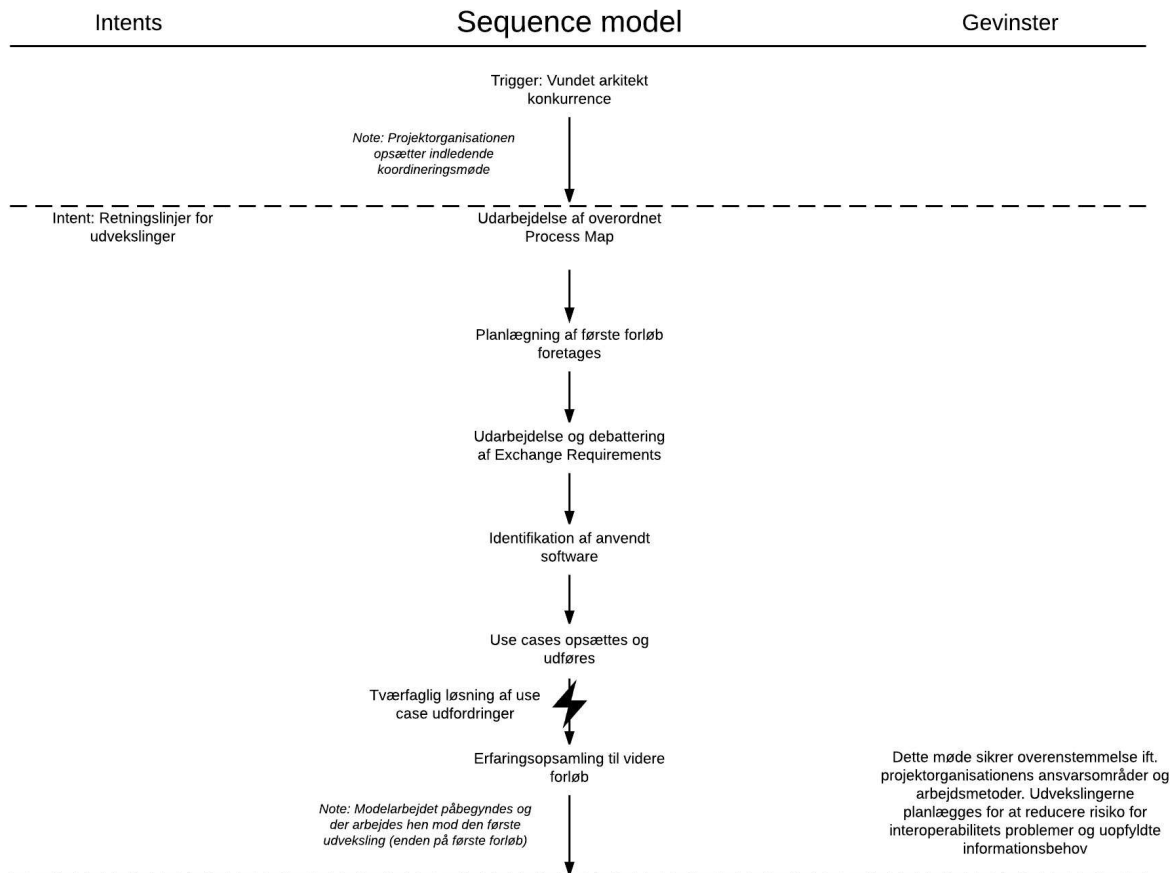 Intents
Sequence model
Gevinster
Trigger: Vundet arkitekt
konkurrence
Note: Projektorganisationen
opsætter indledende
koordineringsmøde
Intent: Retningslinjer for
udvekslinger
Udarbejdelse af overordnet
Process Map
Planlægning af første forløb
foretages
Udarbejdelse og debattering
af Exchange Requirements
Identifikation af anvendt
software
Use cases opsættes og
udføres
Tværfaglig løsning af use
case udfordringer
Erfaringsopsamling til videre
forløb
Note: Modelarbejdet påbegyndes og
der arbejdes hen mod den første
udveksling (enden på første forløb)
Dette møde sikrer overenstemmelse ift.
projektorganisationens ansvarsområder og
arbejdsmetoder. Udvekslingerne
planlægges for at reducere risiko for
interoperabilitets problemer og uopfyldte
informationsbehov